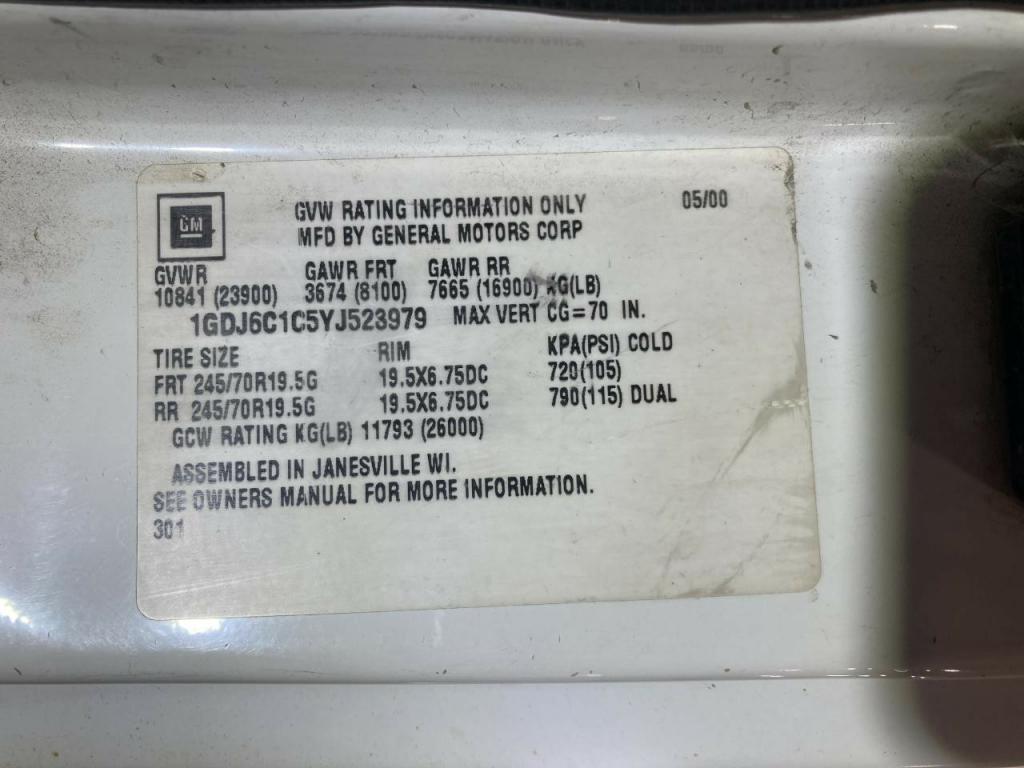 GM
GVW RATING INFORMATION ONLY 05/00
MFD BY GENERAL MOTORS CORP
GVWR GAWR FRT GAWR RR
10841 (23900) 3674 (8100) 7665 (16900) KG(LB)
1GDJ6C1C5YJ523979 MAX VERT CG=70 IN.
TIRE SIZE RIM KPA(PSI) COLD
FRT 245/70R19.5G 19.5X6.75DC 720(105)
RR 245/70R19.5G 19.5X6.75DC 790(115) DUAL
GCW RATING KG(LB) 11793 (26000)
ASSEMBLED IN JANESVILLE WI.
SEE OWNERS MANUAL FOR MORE INFORMATION.
301